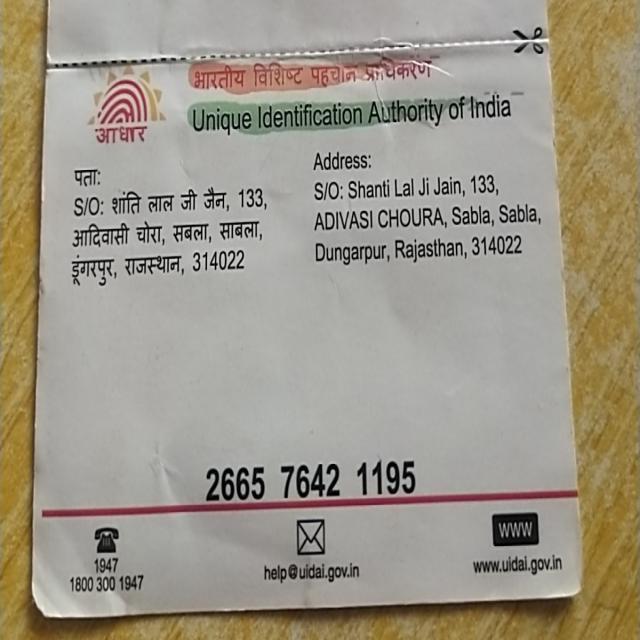 भारतीय विशिष्ट पहचान प्राधिकरण
Unique Identification Authority of India
आधार
पता:
S/O: शांति लाल जी जैन, 133,
आदिवासी चोरा, सबला, साबला,
डूंगरपुर, राजस्थान, 314022
Address:
S/O: Shanti Lal Ji Jain, 133,
ADIVASI CHOURA, Sabla, Sabla,
Dungarpur, Rajasthan, 314022
2665 7642 1195
1947
1800 300 1947
help@uidai.gov.in
www
www.uidai.gov.in